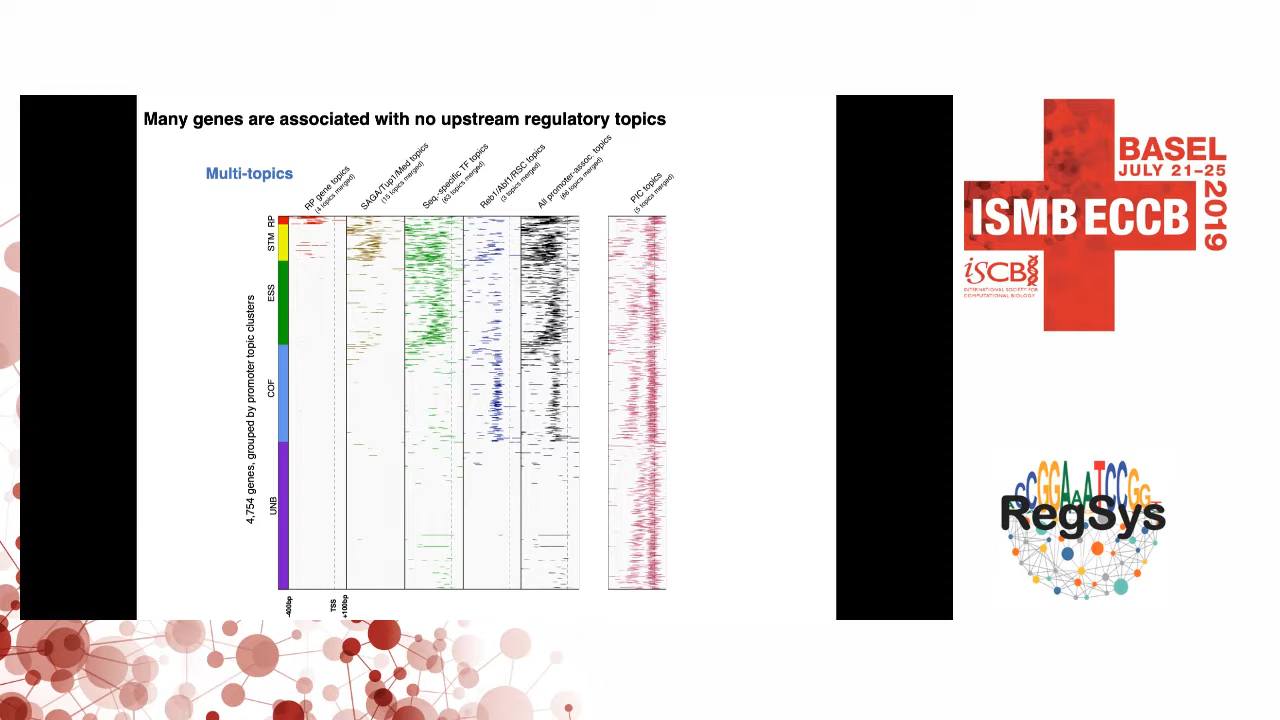 Many genes are associated with no upstream regulatory topics
Multi-topics
RP gene topics
(4 topics merged)
SAGA/Tup1/Med topics
(15 topics merged)
Seq.-specific TF topics
(63 topics merged)
Reb1/Abf1/RSC topics
(3 topics merged)
All promoter-assoc. topics
topics merged)
PIC topics
(5 topics merged)
4,754 genes, grouped by promoter topic clusters
RP
STM
ESS
COF
UNB
-400bp
TSS
+100bp
BASEL
JULY 21–25
2019
ISMB ECCB
ISCB
INTERNATIONAL SOCIETY FOR
COMPUTATIONAL BIOLOGY
CCGGAAATCCGGT
RegSys